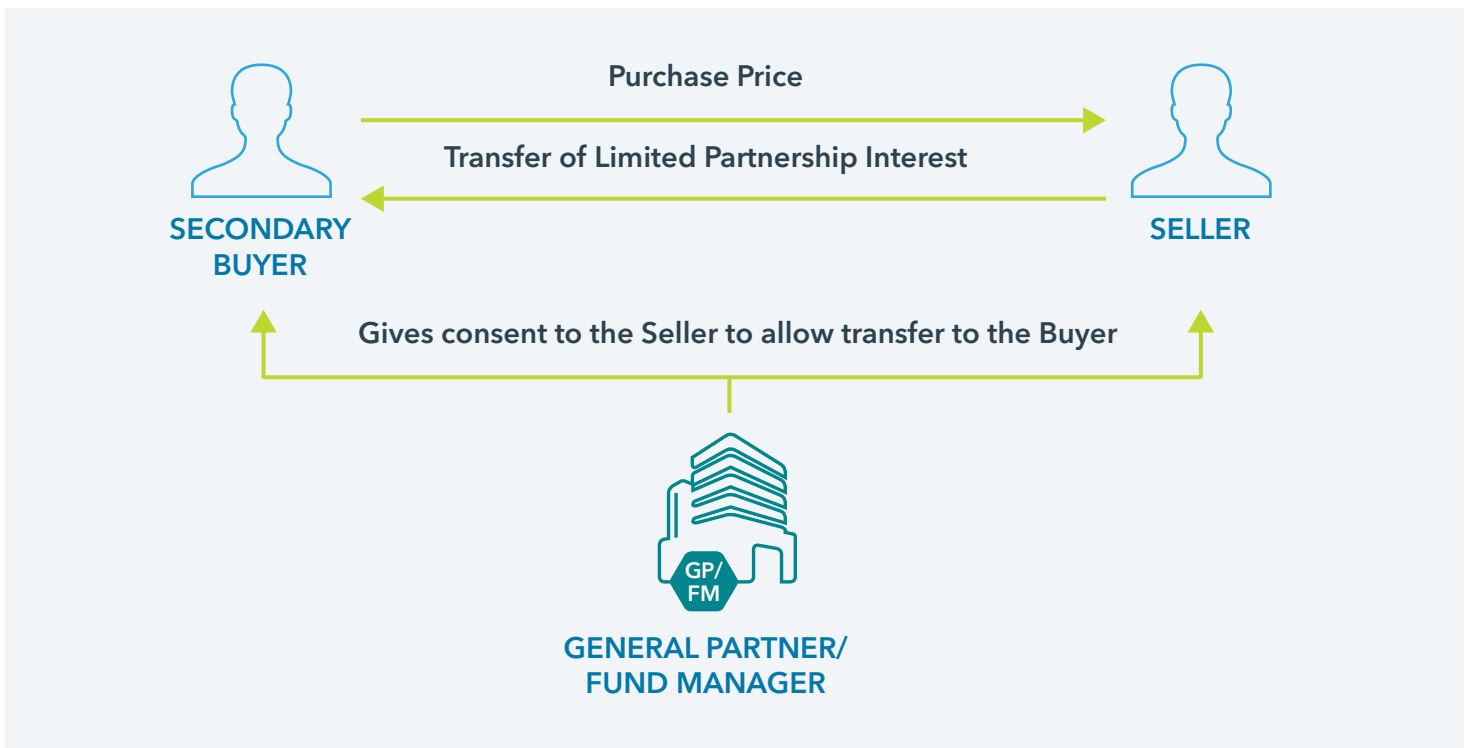 Purchase Price
Transfer of Limited Partnership Interest
SECONDARY
BUYER
SELLER
Gives consent to the Seller to allow transfer to the Buyer
GP/
FM
GENERAL PARTNER/
FUND MANAGER